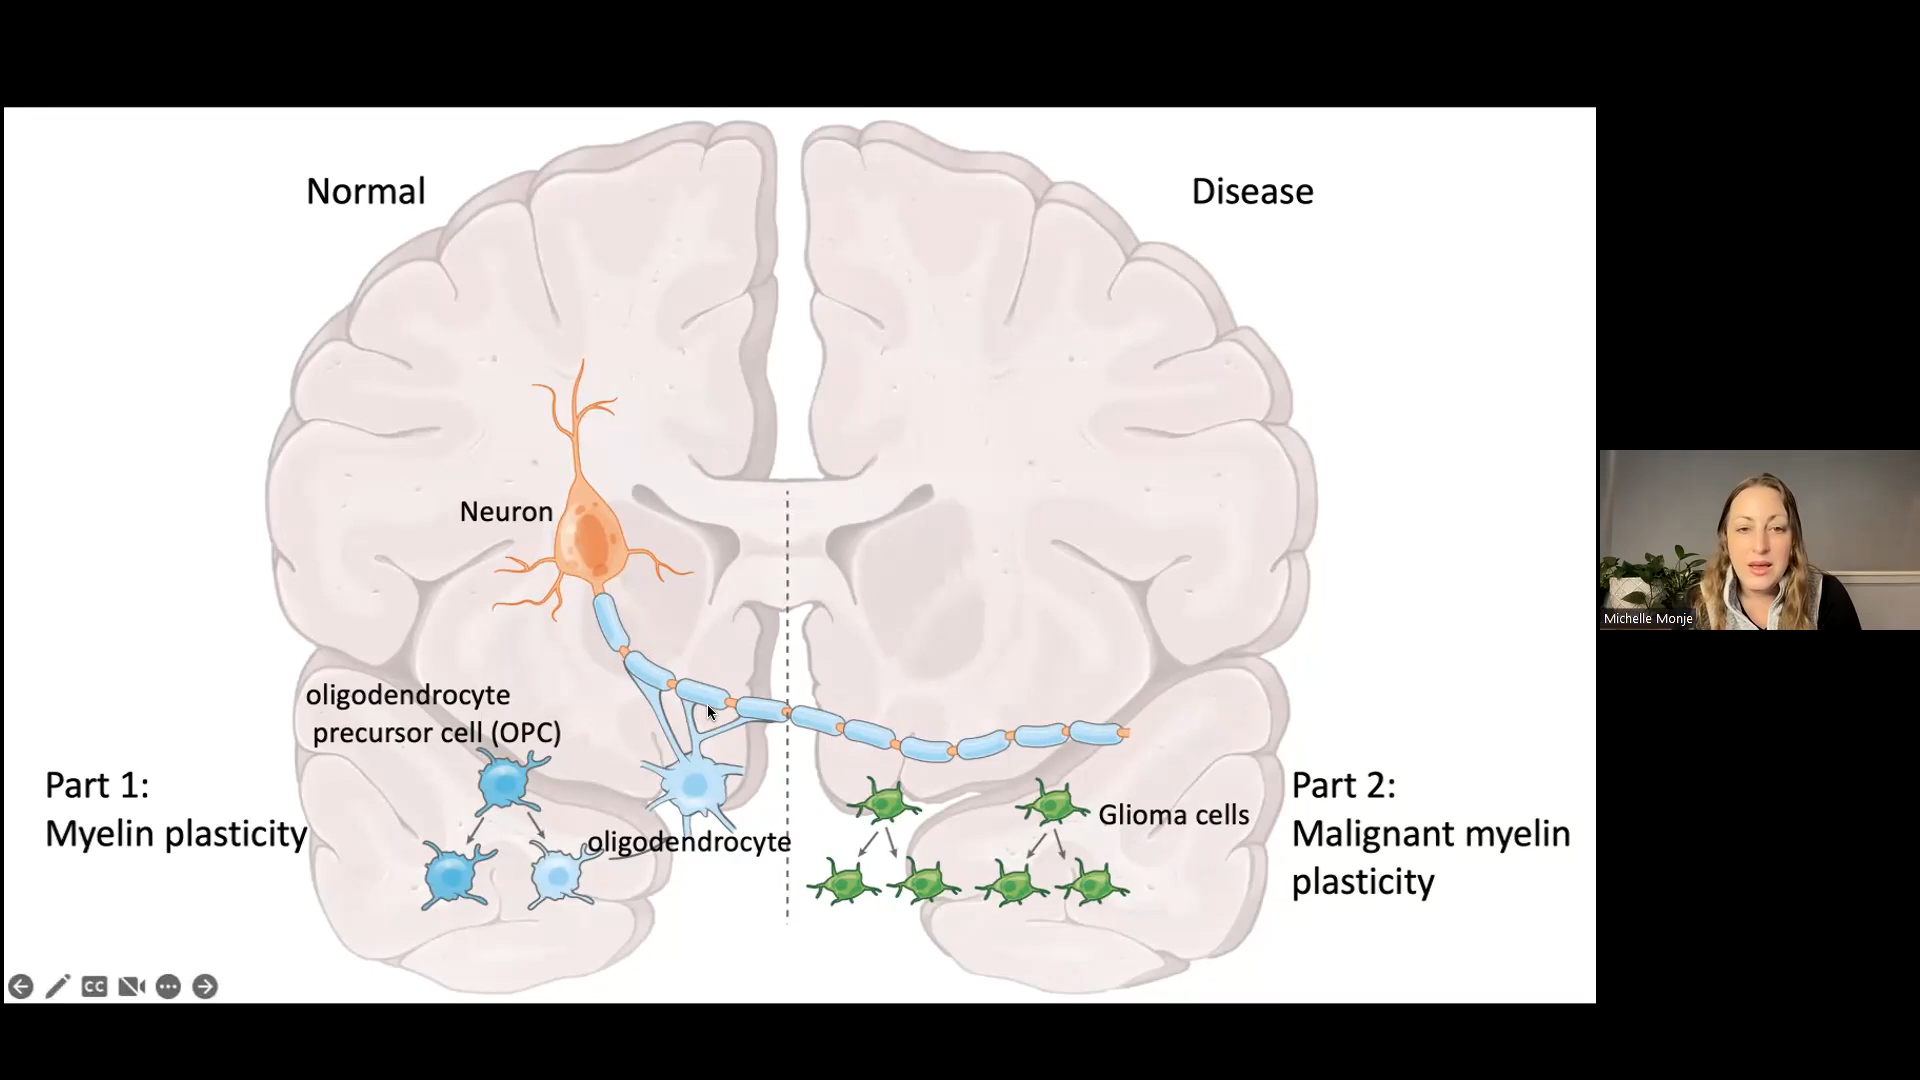 Normal
Disease
Neuron
oligodendrocyte
precursor cell (OPC)
Part 1:
Myelin plasticity
oligodendrocyte
Glioma cells
Part 2:
Malignant myelin
plasticity
CC
Michelle Monje